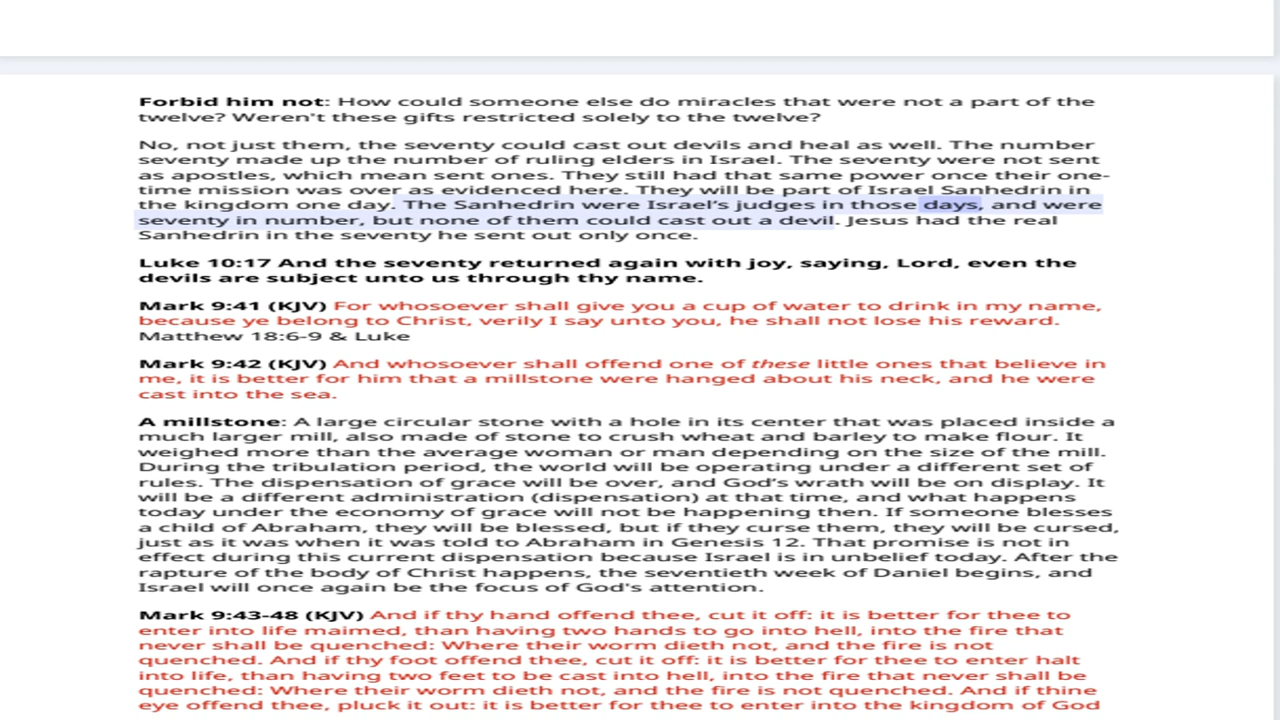 Forbid him not: How could someone else do miracles that were not a part of the
twelve? Weren't these gifts restricted solely to the twelve?
No, not just them, the seventy could cast out devils and heal as well. The number
seventy made up the number of ruling elders in Israel. The seventy were not sent
as apostles, which mean sent ones. They still had that same power once their one-
time mission was over as evidenced here. They will be part of Israel Sanhedrin in
the kingdom one day. The Sanhedrin were Israel’s judges in those days, and were
seventy in number, but none of them could cast out a devil. Jesus had the real
Sanhedrin in the seventy he sent out only once.
Luke 10:17 And the seventy returned again with joy, saying, Lord, even the
devils are subject unto us through thy name.
Mark 9:41 (KJV) For whosoever shall give you a cup of water to drink in my name,
because ye belong to Christ, verily I say unto you, he shall not lose his reward.
Matthew 18:6-9 & Luke
Mark 9:42 (KJV) And whosoever shall offend one of these little ones that believe in
me, it is better for him that a millstone were hanged about his neck, and he were
cast into the sea.
A millstone: A large circular stone with a hole in its center that was placed inside a
much larger mill, also made of stone to crush wheat and barley to make flour. It
weighed more than the average woman or man depending on the size of the mill.
During the tribulation period, the world will be operating under a different set of
rules. The dispensation of grace will be over, and God’s wrath will be on display. It
will be a different administration (dispensation) at that time, and what happens
today under the economy of grace will not be happening then. If someone blesses
a child of Abraham, they will be blessed, but if they curse them, they will be cursed,
just as it was when it was told to Abraham in Genesis 12. That promise is not in
effect during this current dispensation because Israel is in unbelief today. After the
rapture of the body of Christ happens, the seventieth week of Daniel begins, and
Israel will once again be the focus of God's attention.
Mark 9:43-48 (KJV) And if thy hand offend thee, cut it off: it is better for thee to
enter into life maimed, than having two hands to go into hell, into the fire that
never shall be quenched: Where their worm dieth not, and the fire is not
quenched. And if thy foot offend thee, cut it off: it is better for thee to enter halt
into life, than having two feet to be cast into hell, into the fire that never shall be
quenched: Where their worm dieth not, and the fire is not quenched. And if thine
eye offend thee, pluck it out: it is better for thee to enter into the kingdom of God